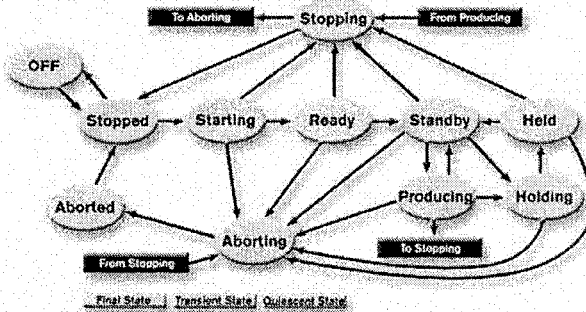 To Aborting
Stopping
From Producing
OFF
Stopped
Starting
Ready
Standby
Held
Aborted
Producing
Holding
Aborting
To Stopping
From Stopping
Final State Transient State Quiescent State